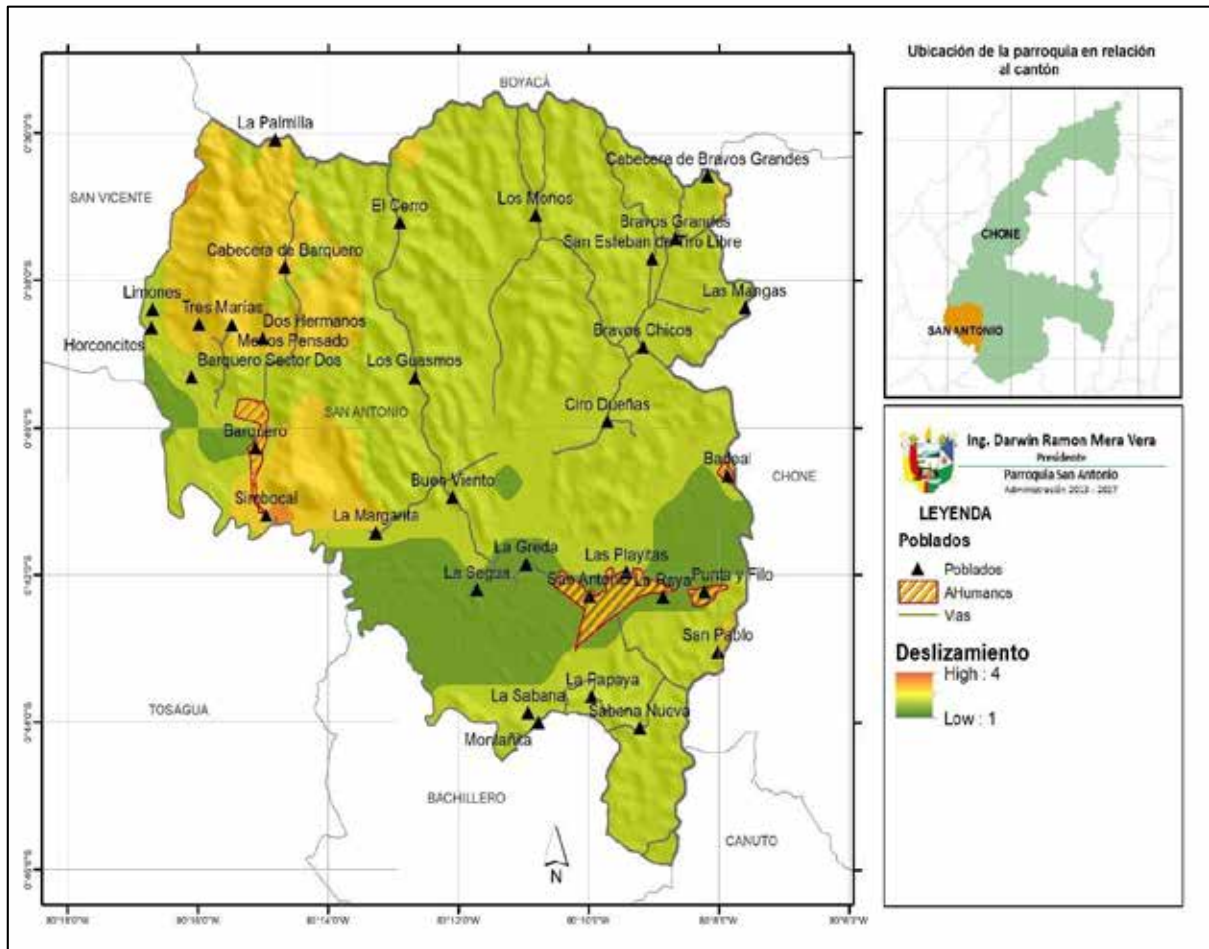 BOYACÁ
La Palmilla
Cabecera de Bravos Grandes
SAN VICENTE
El Cerro
Los Monos
Bravos Grandes
San Esteban de Tiro Libre
Cabecera de Barquero
Limones
Las Mangas
Tres Marías
Dos Hermanos
Horconcitos
Menos Pensado
Bravos Chicos
Barquero Sector Dos
Los Guasmos
SAN ANTONIO
Ciro Dueñas
Barquero
CHONE
Buen Viento
Simbocal
La Margarita
La Greda
Las Playitas
La Segua
San Antonio
La Raya
Punta y Filo
San Pablo
La Papaya
La Sabana
Sabana Nueva
TOSAGUA
Montañita
BACHILLERO
CANUTO
N
Ubicación de la parroquia en relación
al cantón
CHONE
SAN ANTONIO
Ing. Darwin Ramon Mera Vera
Presidente
Parroquia San Antonio
LEYENDA
Poblados
Poblados
AHumanos
Vias
Deslizamiento
High : 4
Low : 1